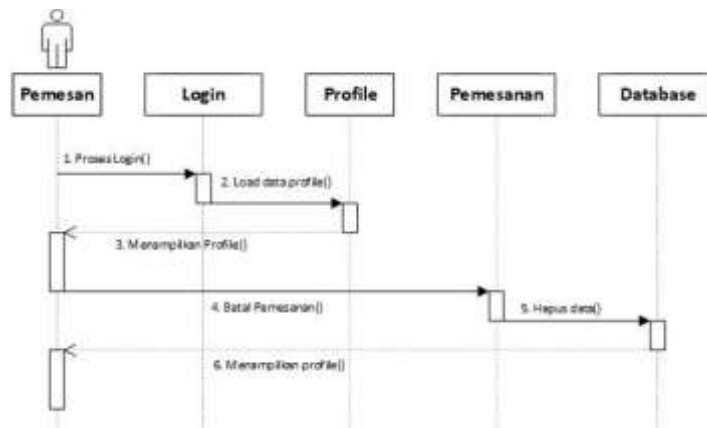 Pemesan
Login
Profile
Pemesanan
Database
1. Proses Login()
2. Load data profile()
3. Menampilkan Profile()
4. Batal Pemesanan()
5. Hapus data()
6. Menampilkan profile()